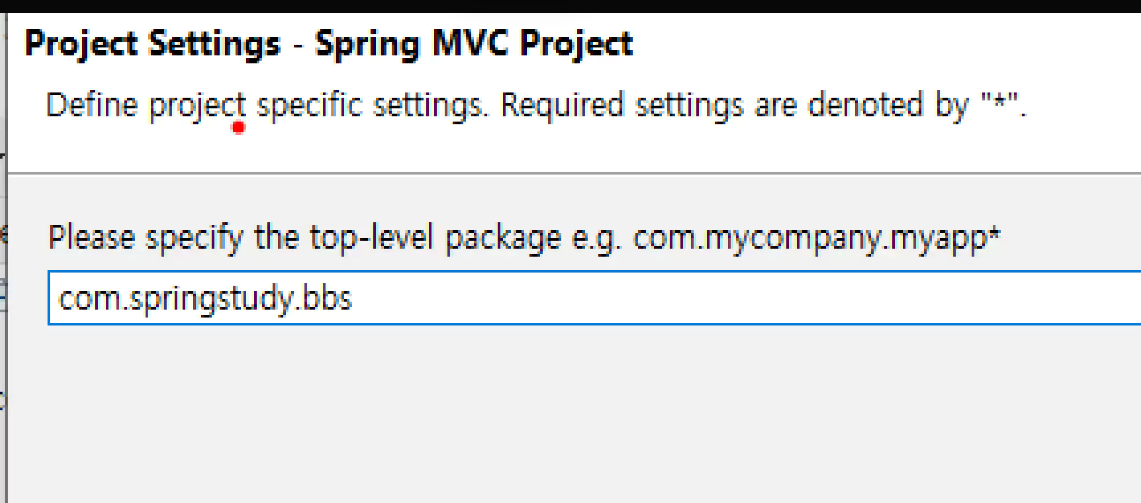 Project Settings - Spring MVC Project
Define project specific settings. Required settings are denoted by "*".
Please specify the top-level package e.g. com.mycompany.myapp*
com.springstudy.bbs